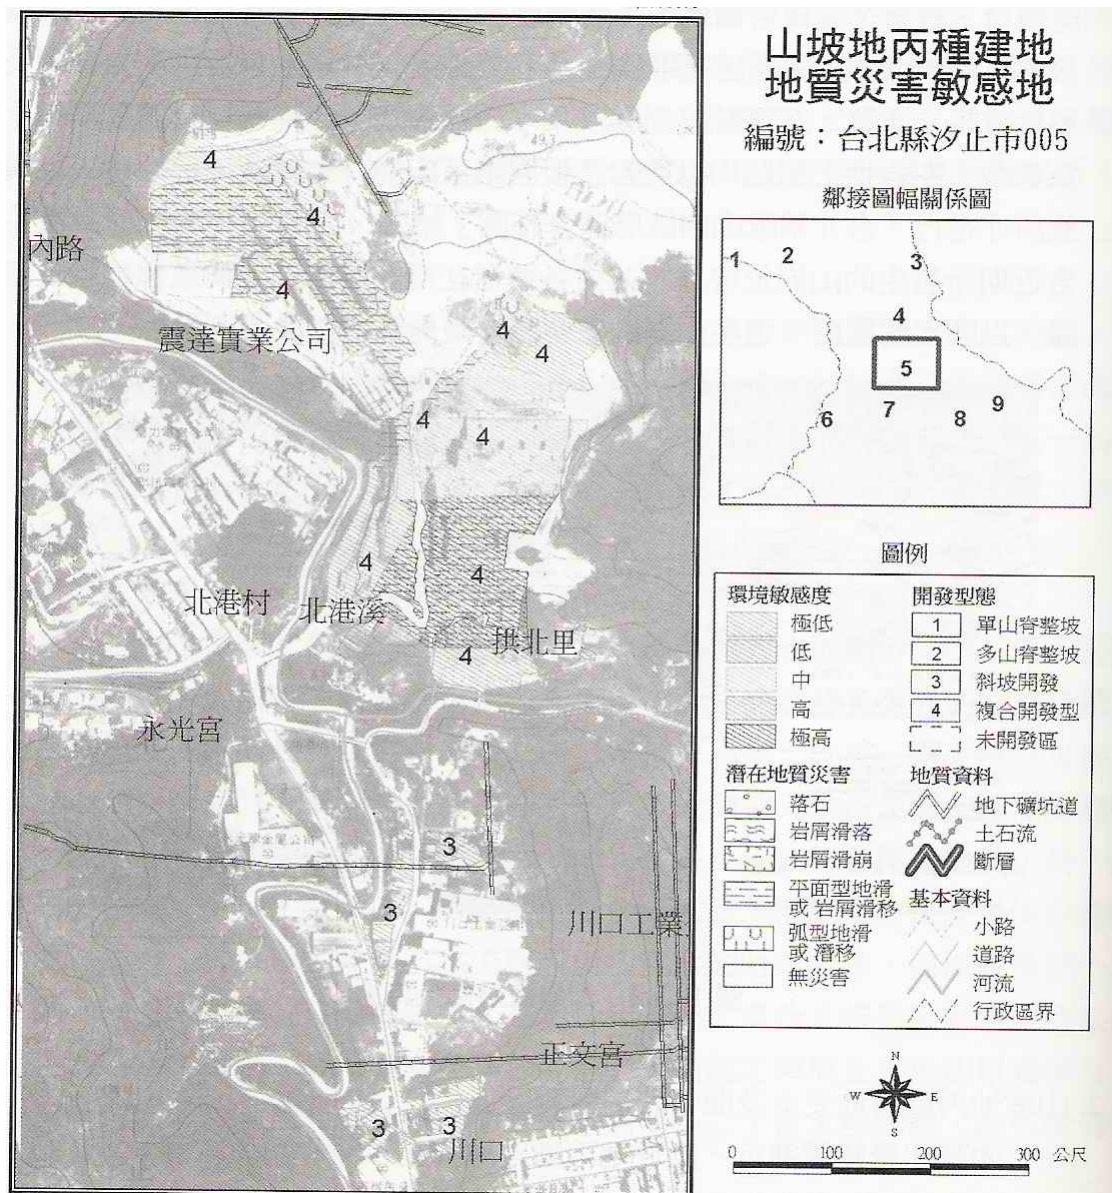 山坡地丙種建地
地質災害敏感地
編號：台北縣汐止市005
鄰接圖幅關係圖
1
2
3
4
5
6
7
8
9
圖例
環境敏感度
極低
低
中
高
極高
開發型態
1 單山脊整坡
2 多山脊整坡
3 斜坡開發
4 複合開發型
未開發區
潛在地質災害
落石
岩屑滑落
岩屑滑崩
平面型地滑
或 岩屑滑移
弧型地滑
或 潛移
無災害
地質資料
地下礦坑道
土石流
斷層
基本資料
小路
道路
河流
行政區界
N
W E
S
0 100 200 300 公尺
4
493
4
內路
4
震達實業公司
4
4
4
4
4
4
北港村
北港溪
拱北里
4
永光宮
3
3
川口工業
正文宮
3
3
川口